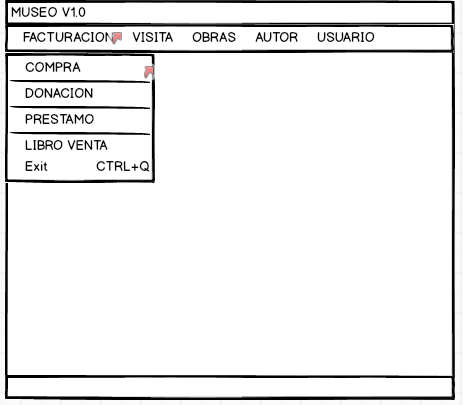 MUSEO V1.0
FACTURACION VISITA OBRAS AUTOR USUARIO
COMPRA
DONACION
PRESTAMO
LIBRO VENTA
Exit CTRL+Q